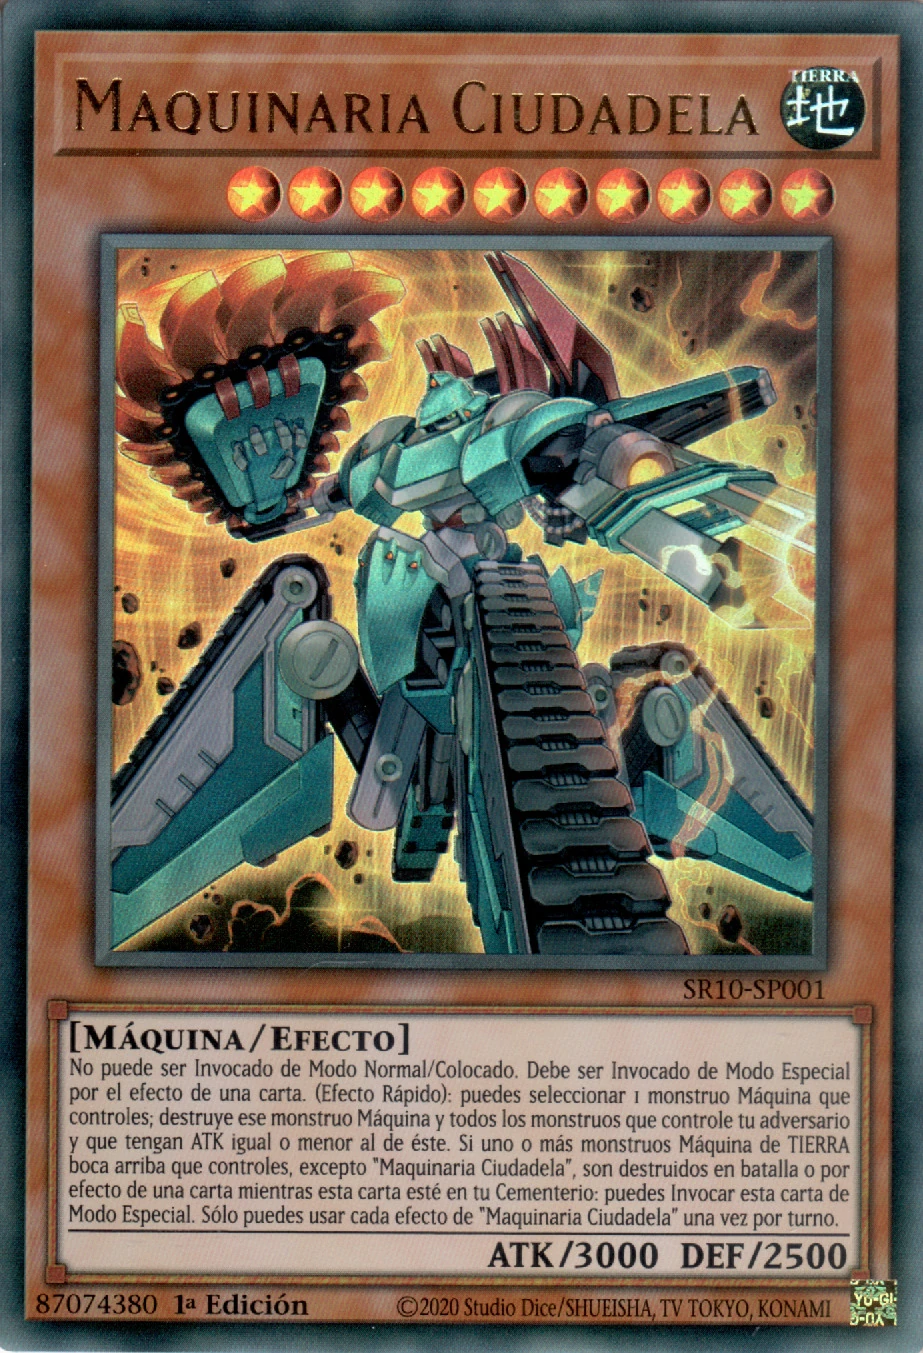 MAQUINARIA CIUDADELA
TIERRA
地
SR10-SP001
[MÁQUINA/EFECTO]
No puede ser Invocado de Modo Normal/Colocado. Debe ser Invocado de Modo Especial
por el efecto de una carta. (Efecto Rápido): puedes seleccionar 1 monstruo Máquina que
controles; destruye ese monstruo Máquina y todos los monstruos que controle tu adversario
y que tengan ATK igual o menor al de éste. Si uno o más monstruos Máquina de TIERRA
boca arriba que controles, excepto "Maquinaria Ciudadela", son destruidos en batalla o por
efecto de una carta mientras esta carta esté en tu Cementerio: puedes Invocar esta carta de
Modo Especial. Sólo puedes usar cada efecto de "Maquinaria Ciudadela" una vez por turno.
ATK/3000 DEF/2500
87074380 1ª Edición ©2020 Studio Dice/SHUEISHA, TV TOKYO, KONAMI
YU-GI-